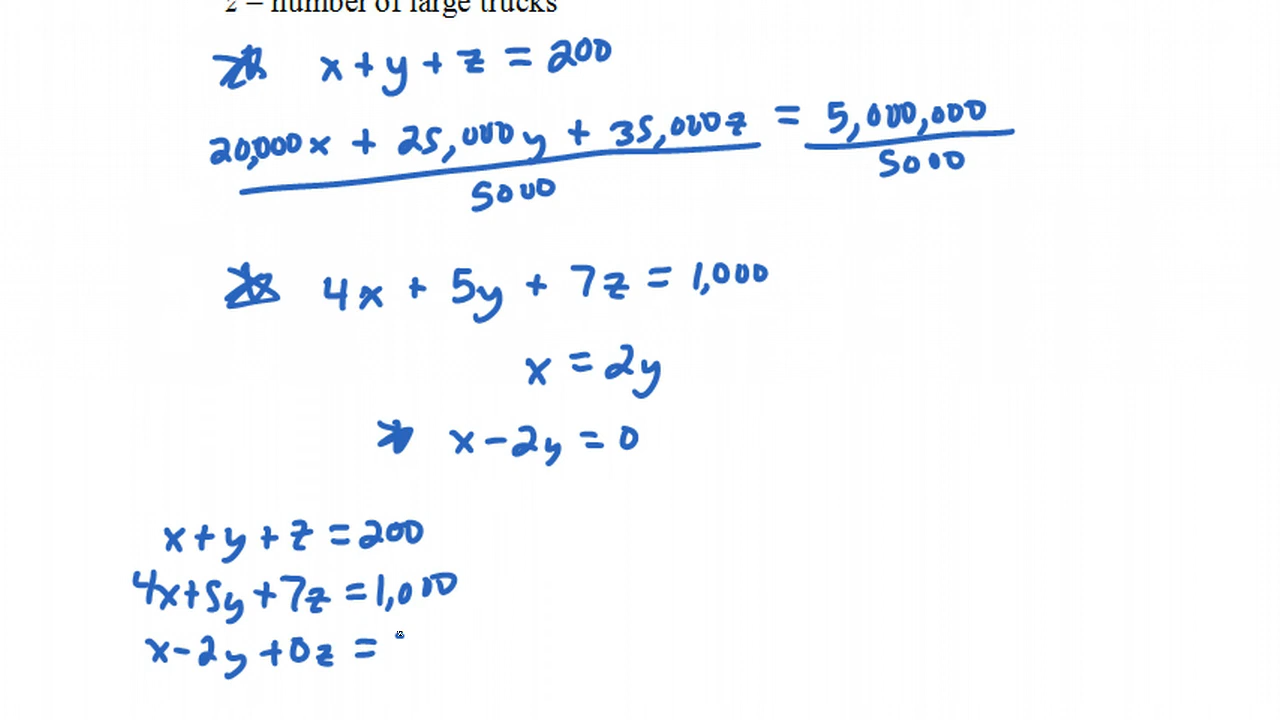 z = number of large trucks
x + y + z = 200
20,000x + 25,000y + 35,000z = 5,000,000
5000 5000
4x + 5y + 7z = 1,000
x = 2y
x - 2y = 0
x + y + z = 200
4x + 5y + 7z = 1,000
x - 2y + 0z =